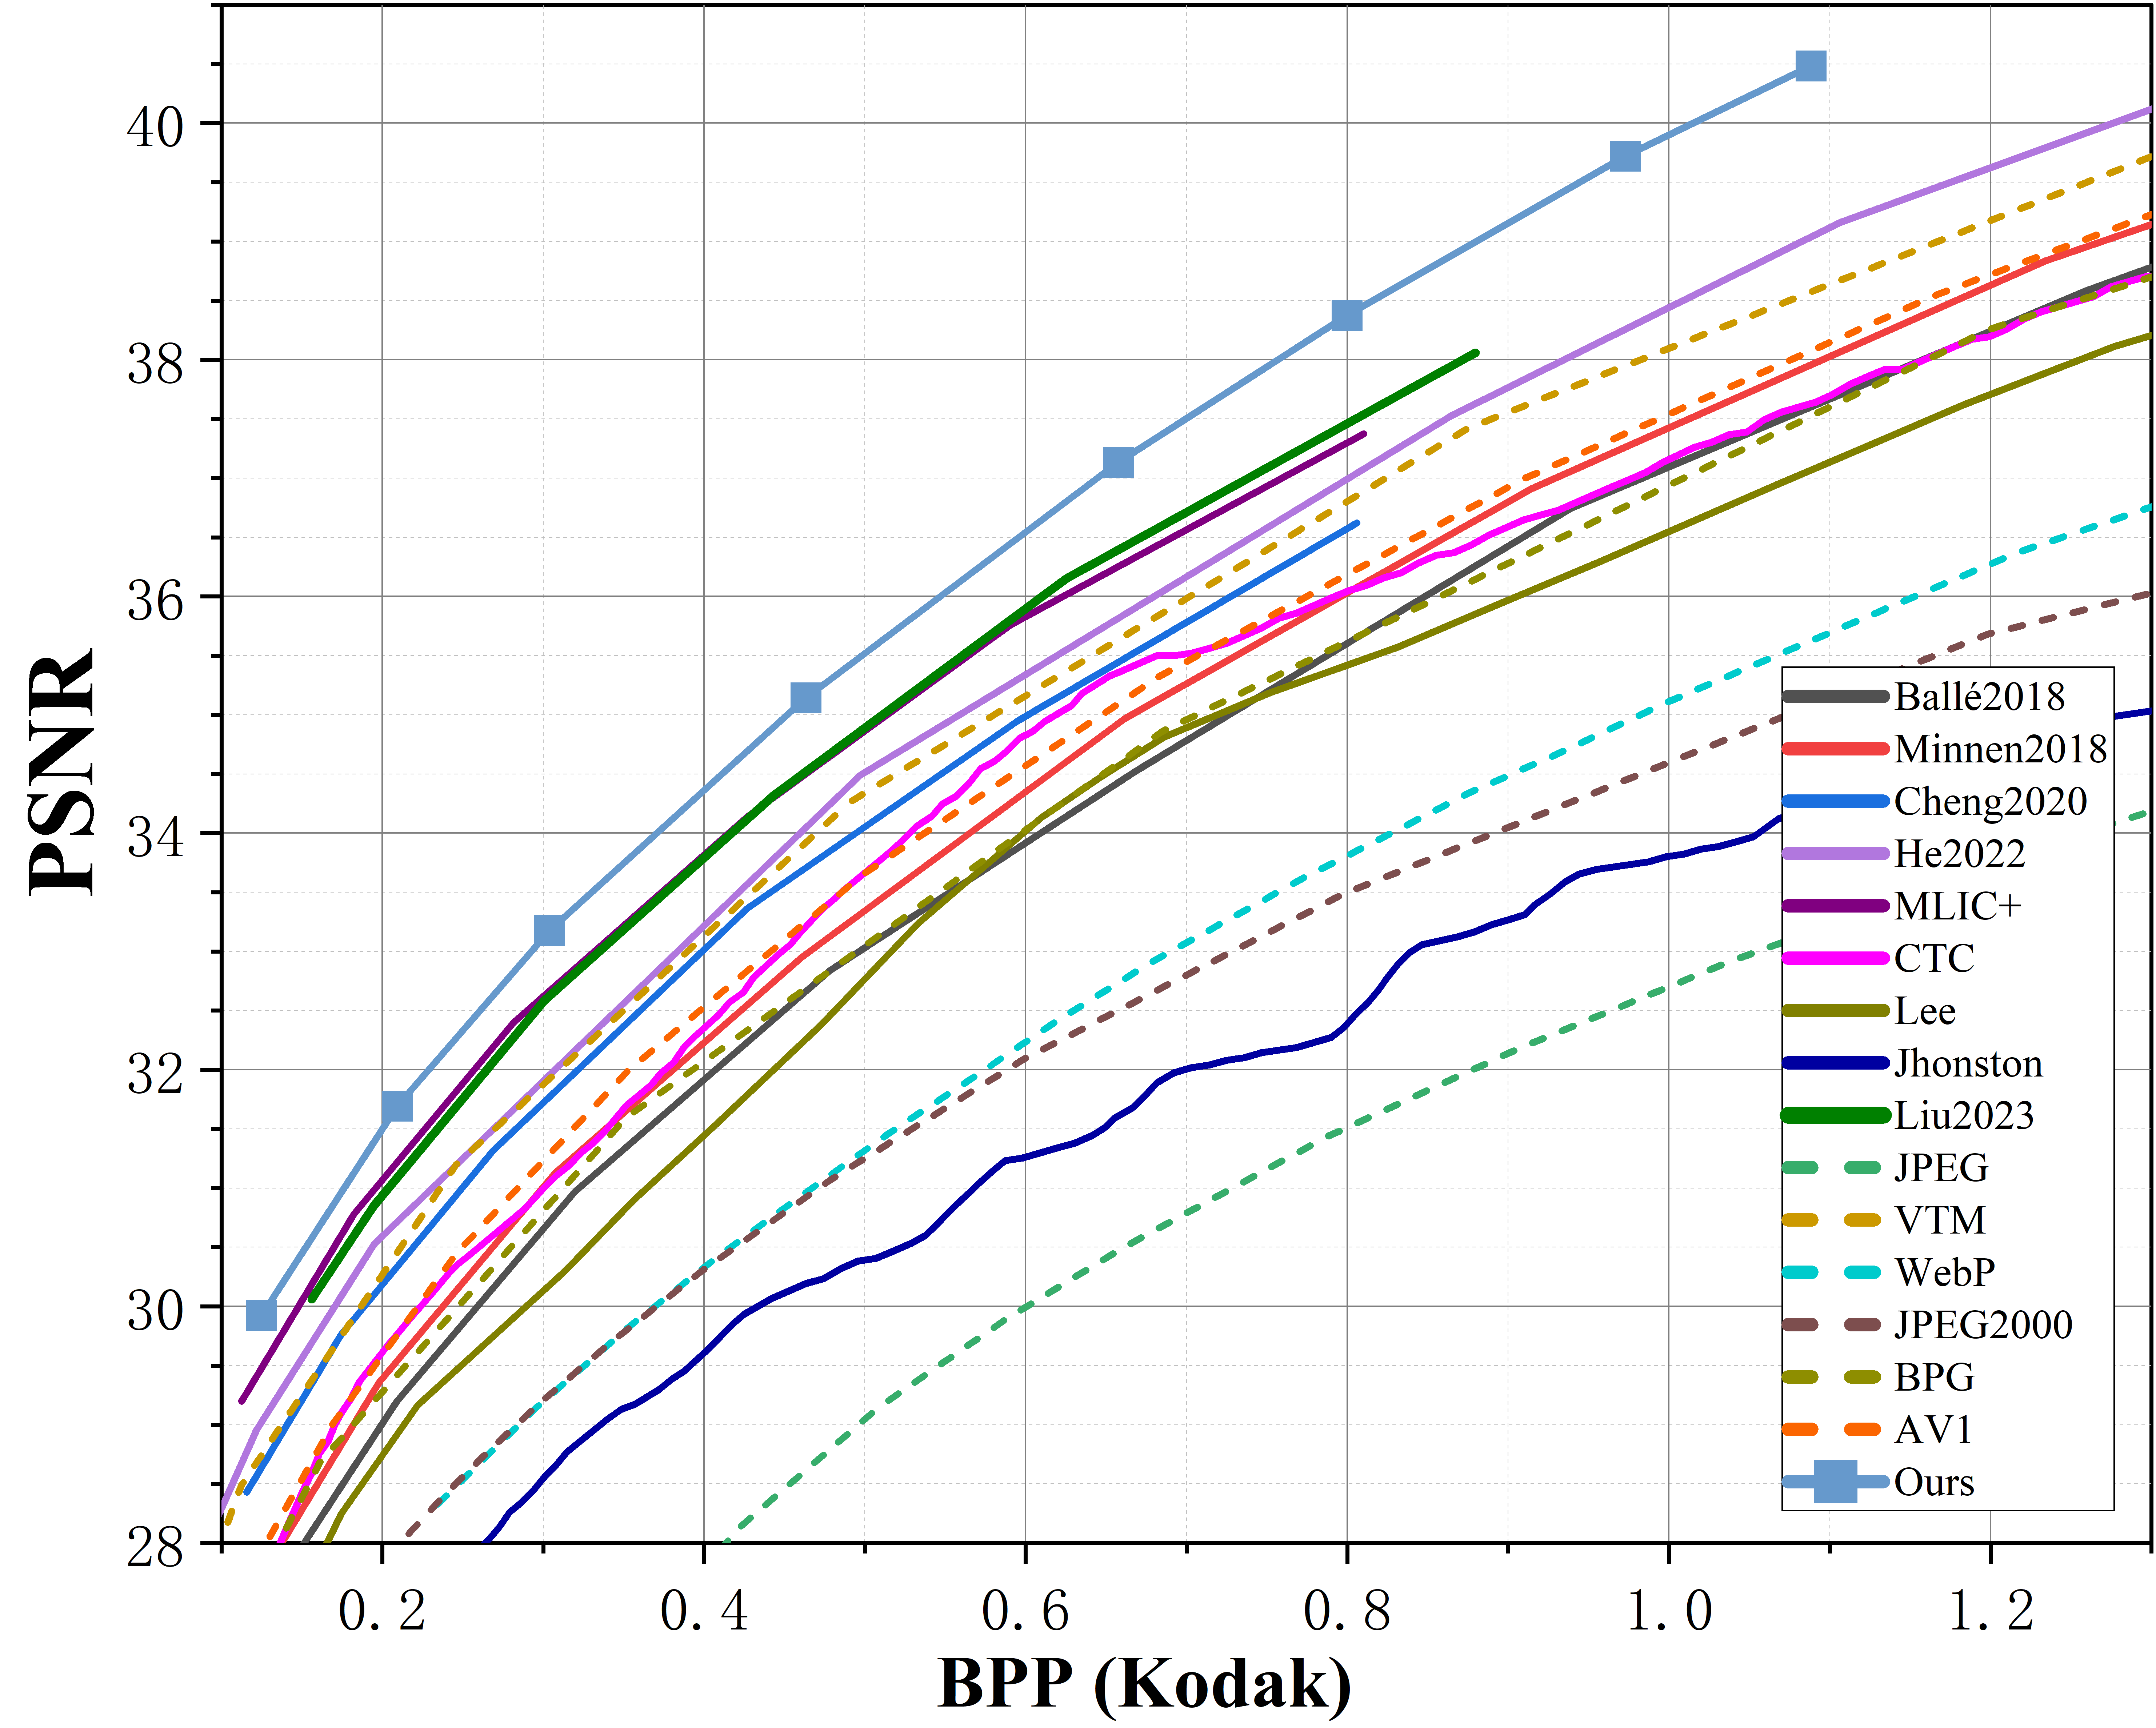 PSNR
40
38
36
34
32
30
28
0.2 0.4 0.6 0.8 1.0 1.2
BPP (Kodak)
Ballé2018
Minnen2018
Cheng2020
He2022
MLIC+
CTC
Lee
Jhonston
Liu2023
JPEG
VTM
WebP
JPEG2000
BPG
AV1
Ours